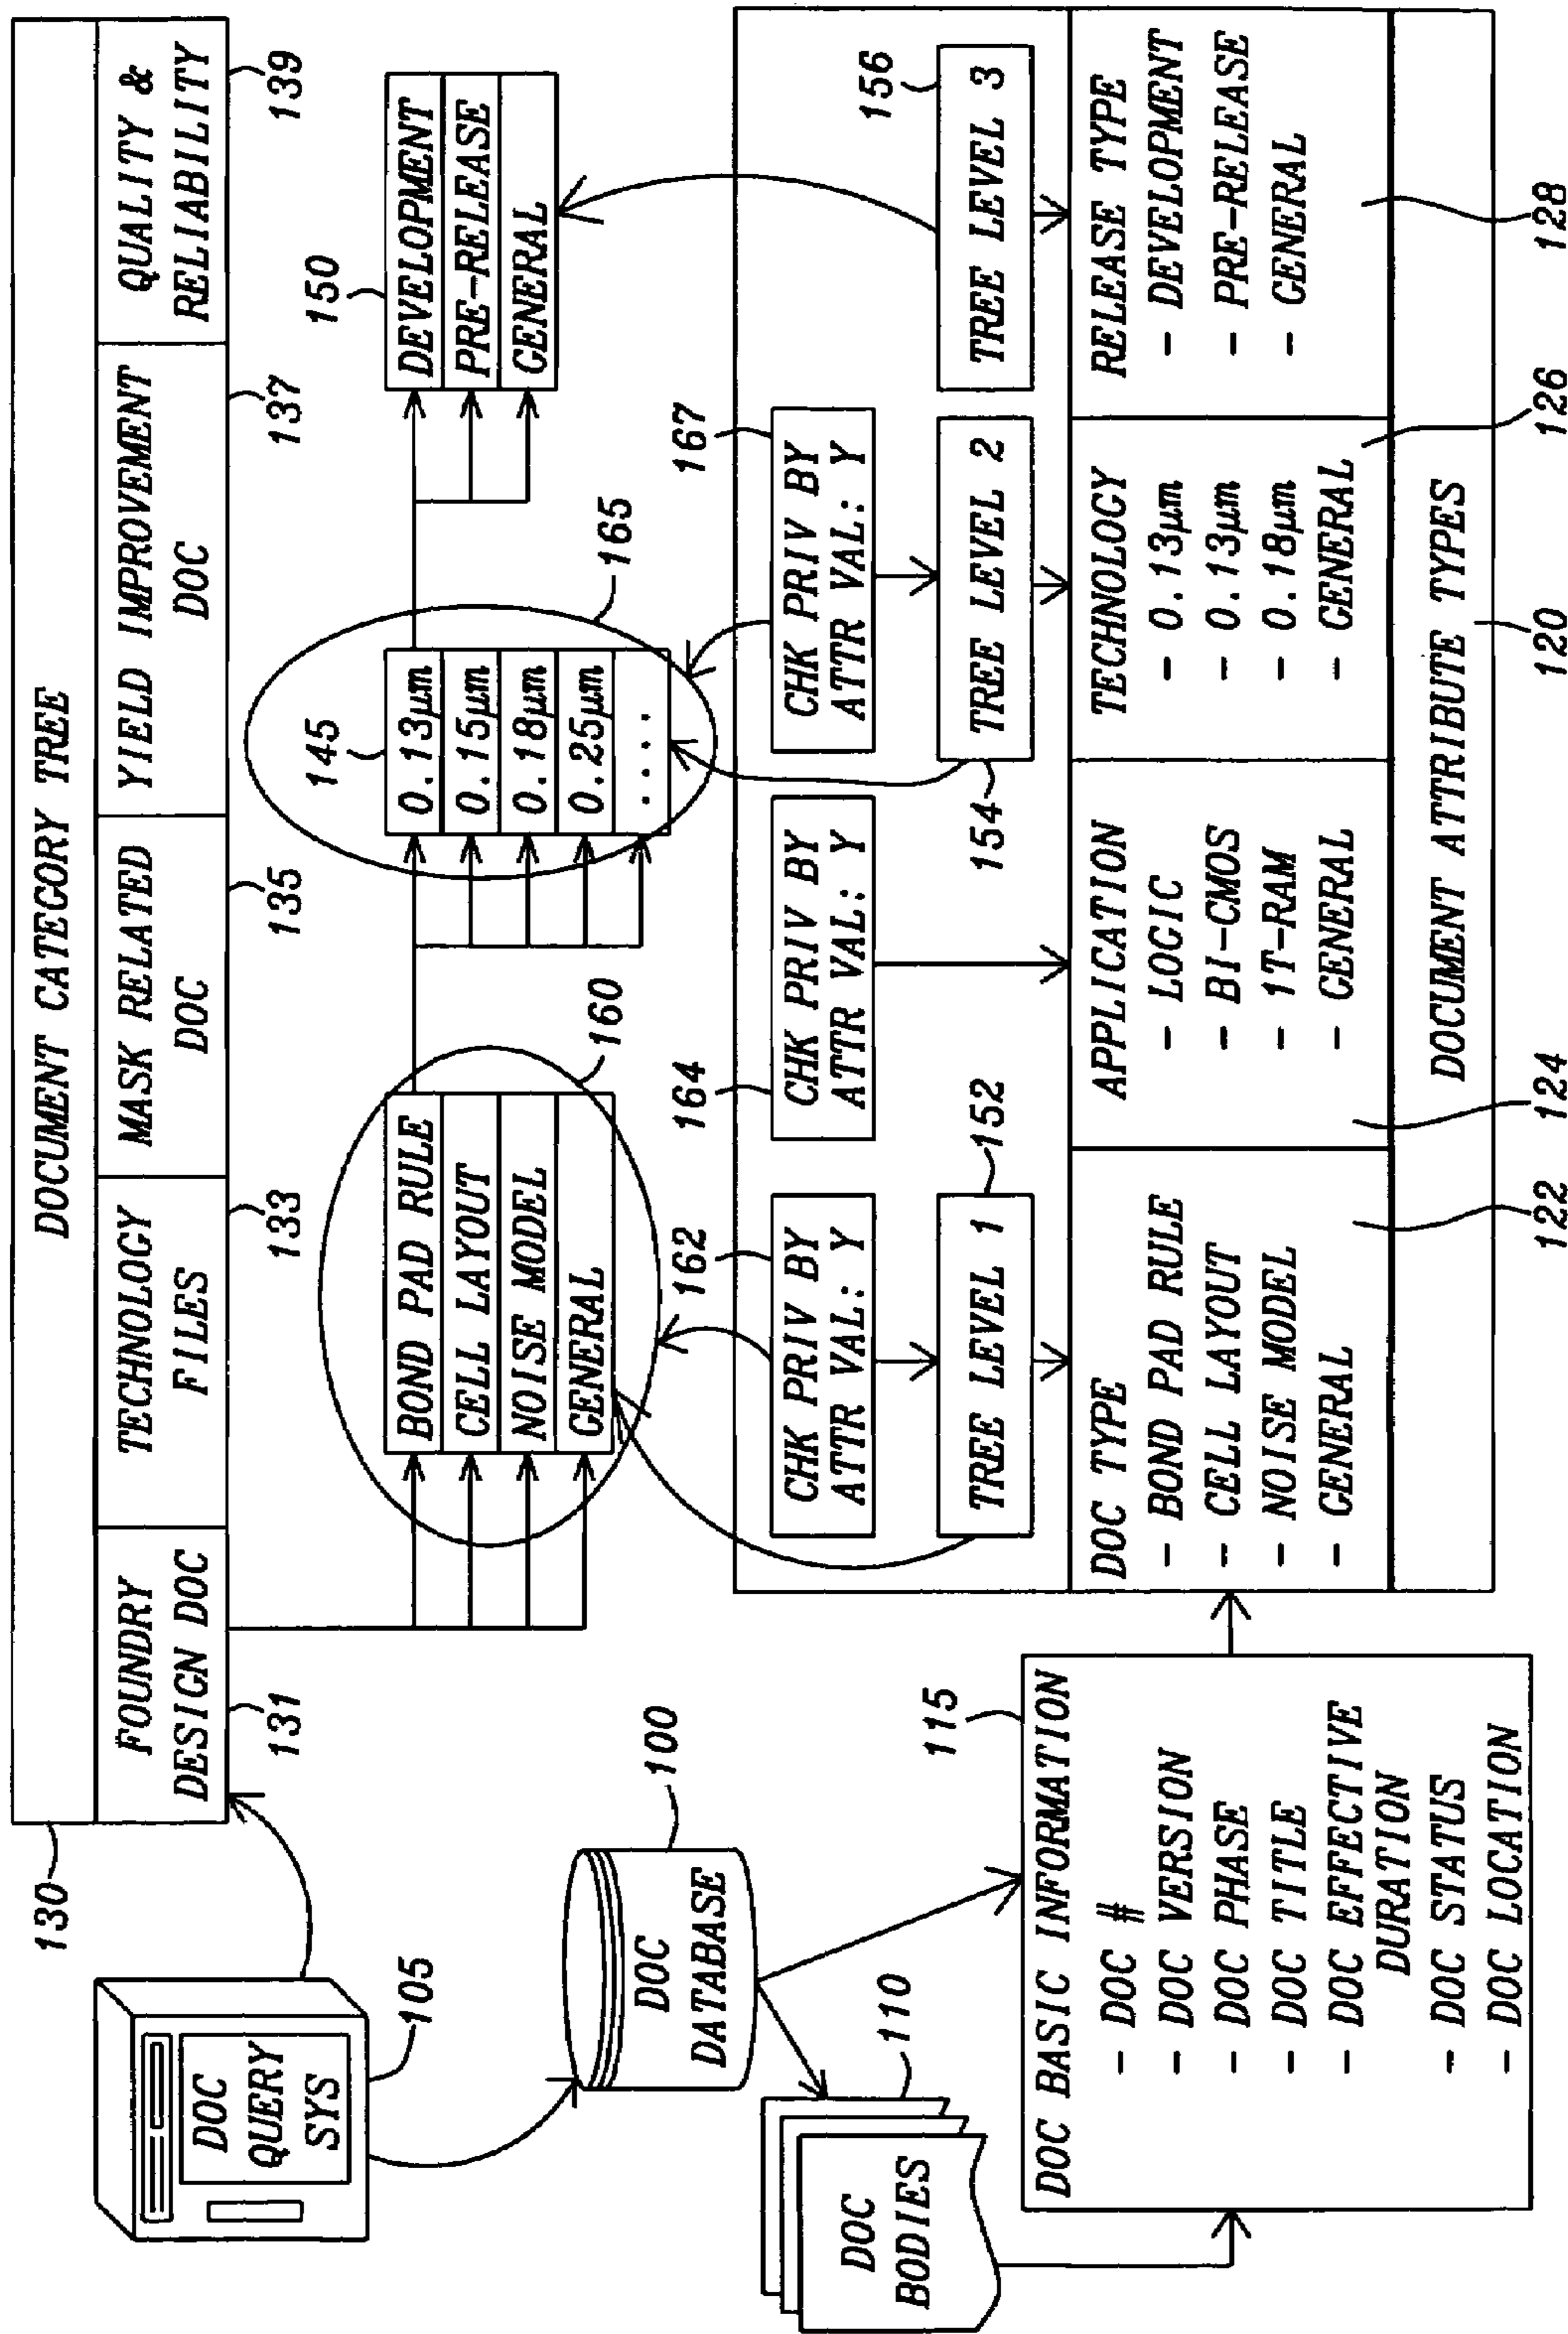 DOCUMENT CATEGORY TREE
130
FOUNDRY
DESIGN DOC
TECHNOLOGY
FILES
MASK RELATED
DOC
YIELD IMPROVEMENT
DOC
QUALITY &
RELIABILITY
131
133
135
137
139
DOC
QUERY
SYS
105
BOND PAD RULE
CELL LAYOUT
NOISE MODEL
GENERAL
160
145
0.13µm
0.15µm
0.18µm
0.25µm
....
165
150
DEVELOPMENT
PRE-RELEASE
GENERAL
100
DOC
DATABASE
110
DOC
BODIES
162
CHK PRIV BY
ATTR VAL: Y
164
CHK PRIV BY
ATTR VAL: Y
167
CHK PRIV BY
ATTR VAL: Y
152
TREE LEVEL 1
154
TREE LEVEL 2
156
TREE LEVEL 3
115
DOC BASIC INFORMATION
- DOC #
- DOC VERSION
- DOC PHASE
- DOC TITLE
- DOC EFFECTIVE
DURATION
- DOC STATUS
- DOC LOCATION
DOC TYPE
- BOND PAD RULE
- CELL LAYOUT
- NOISE MODEL
- GENERAL
APPLICATION
- LOGIC
- BI-CMOS
- 1T-RAM
- GENERAL
TECHNOLOGY
- 0.13µm
- 0.13µm
- 0.18µm
- GENERAL
RELEASE TYPE
- DEVELOPMENT
- PRE-RELEASE
- GENERAL
DOCUMENT ATTRIBUTE TYPES
122
124
120
126
128